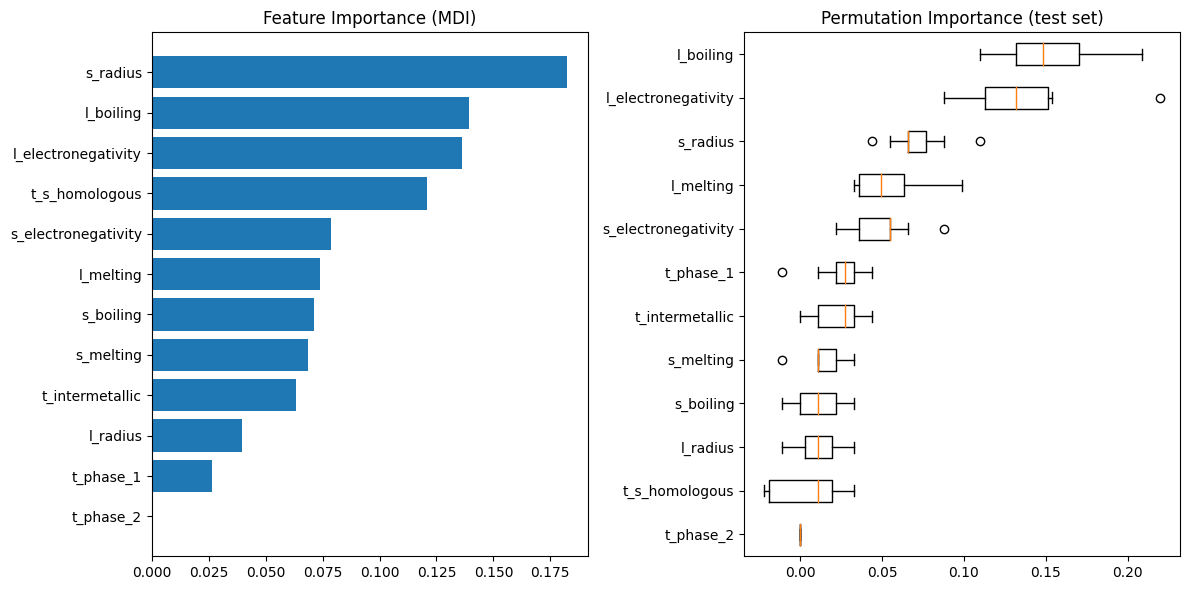 Feature Importance (MDI)
s_radius
l_boiling
l_electronegativity
t_s_homologous
s_electronegativity
l_melting
s_boiling
s_melting
t_intermetallic
l_radius
t_phase_1
t_phase_2
0.000 0.025 0.050 0.075 0.100 0.125 0.150 0.175
Permutation Importance (test set)
l_boiling
l_electronegativity
s_radius
l_melting
s_electronegativity
t_phase_1
t_intermetallic
s_melting
s_boiling
l_radius
t_s_homologous
t_phase_2
0.00 0.05 0.10 0.15 0.20